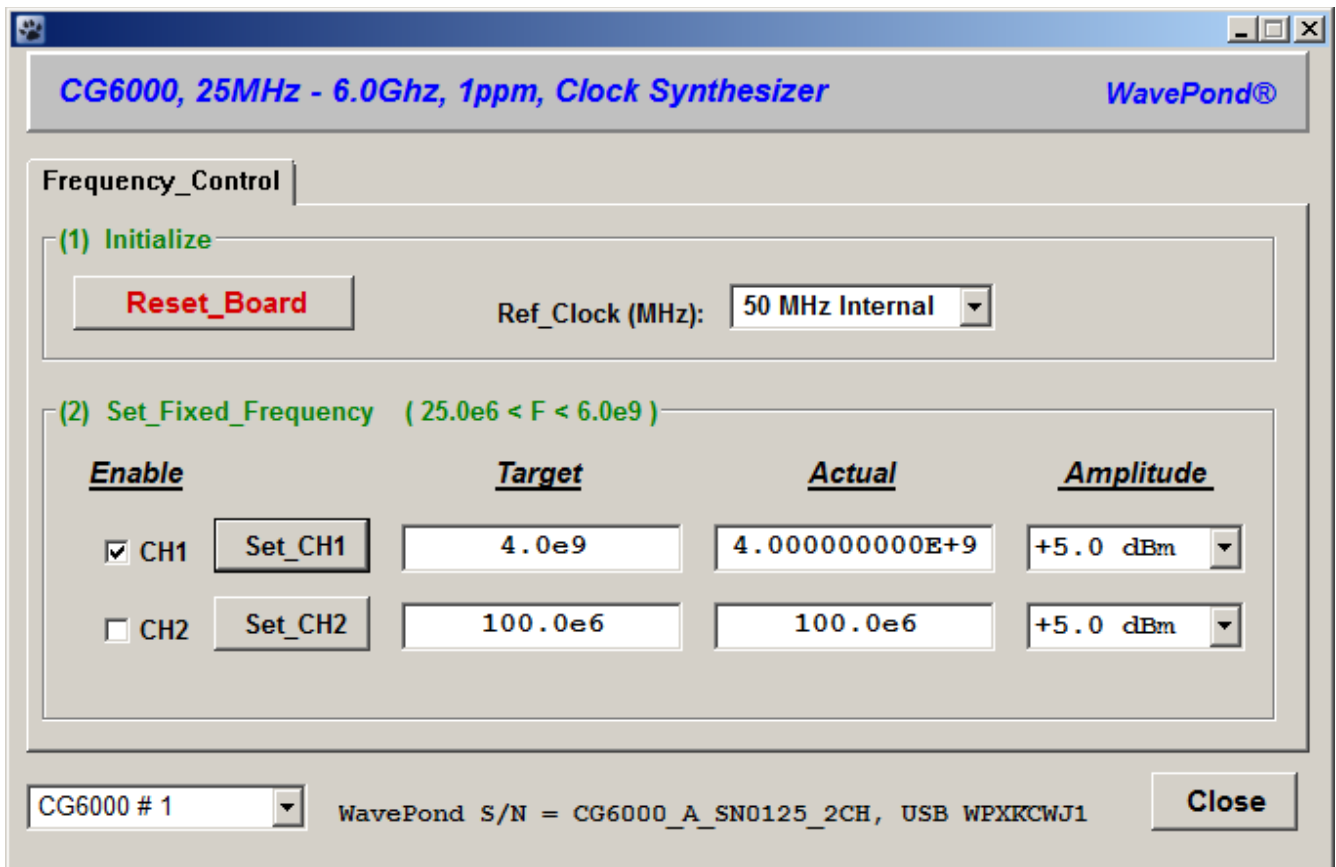 CG6000, 25MHz - 6.0Ghz, 1ppm, Clock Synthesizer WavePond®
Frequency_Control
(1) Initialize
Reset_Board Ref_Clock (MHz): 50 MHz Internal
(2) Set_Fixed_Frequency ( 25.0e6 < F < 6.0e9 )
Enable Target Actual Amplitude
CH1 Set_CH1 4.0e9 4.000000000E+9 +5.0 dBm
CH2 Set_CH2 100.0e6 100.0e6 +5.0 dBm
CG6000 # 1 WavePond S/N = CG6000_A_SN0125_2CH, USB WPXKCWJ1 Close